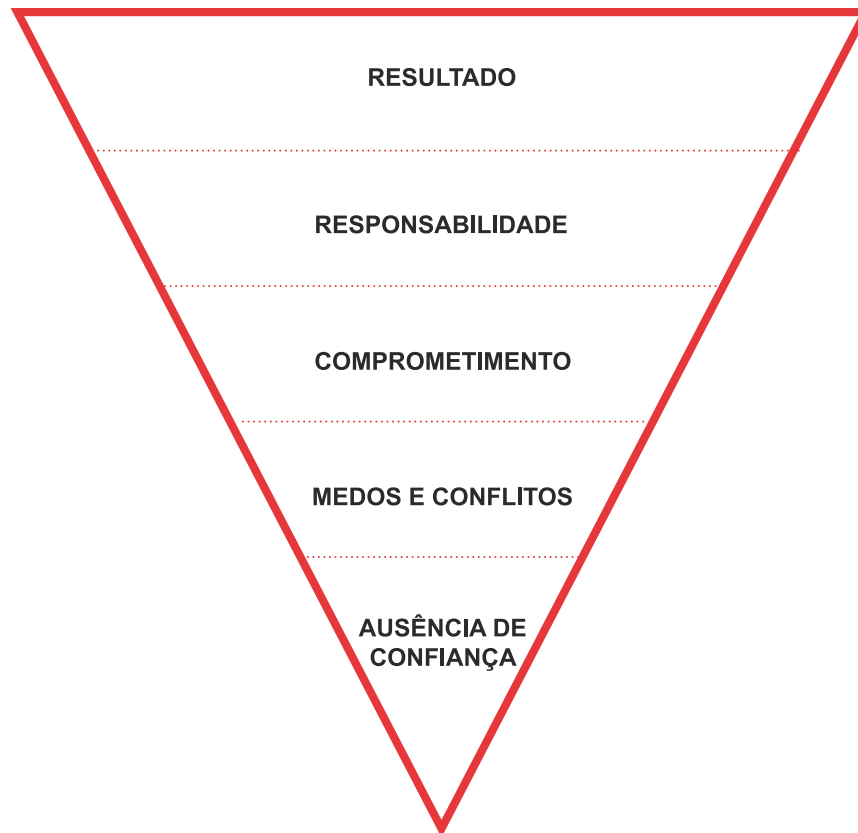 RESULTADO
RESPONSABILIDADE
COMPROMETIMENTO
MEDOS E CONFLITOS
AUSÊNCIA DE
CONFIANÇA